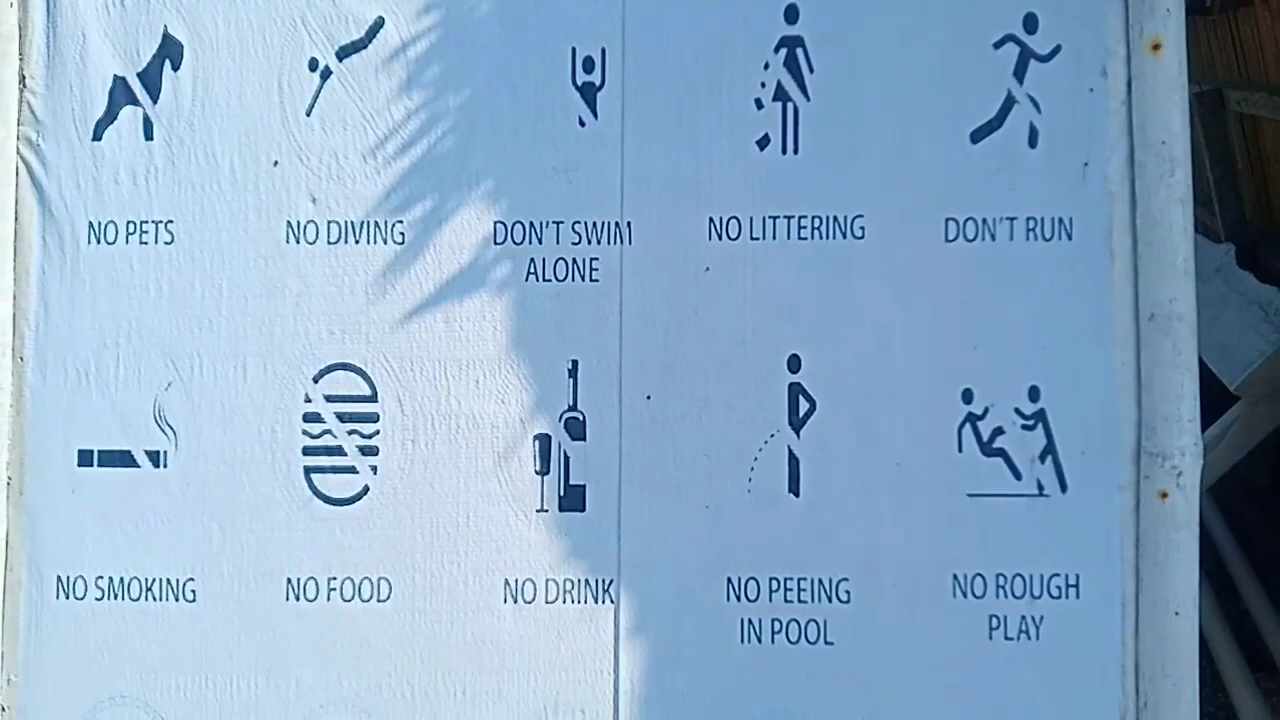 NO PETS
NO DIVING
DON'T SWIM
ALONE
NO LITTERING
DON'T RUN
NO SMOKING
NO FOOD
NO DRINK
NO PEEING
IN POOL
NO ROUGH
PLAY